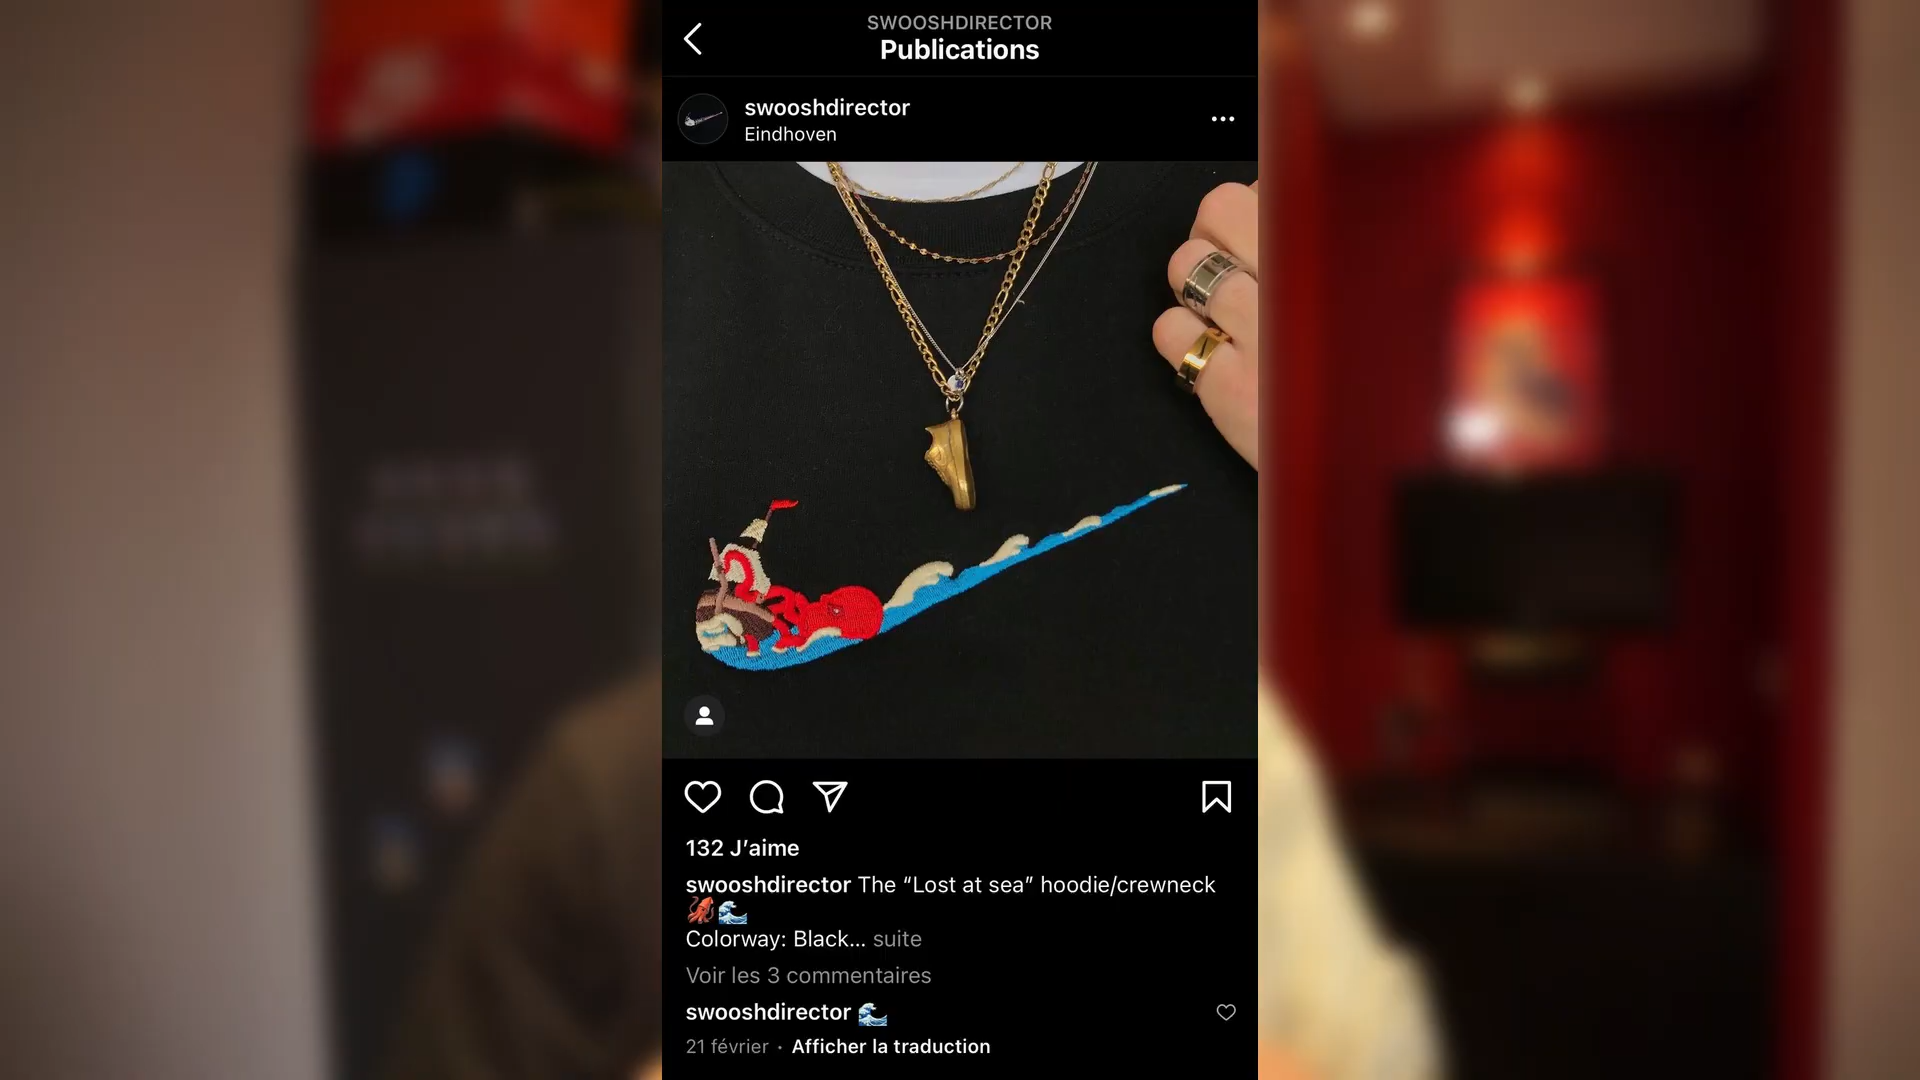 SWOOSHDIRECTOR
Publications
swooshdirector
Eindhoven
132 J’aime
swooshdirector The “Lost at sea” hoodie/crewneck
🦑🌊
Colorway: Black... suite
Voir les 3 commentaires
swooshdirector 🌊
21 février · Afficher la traduction